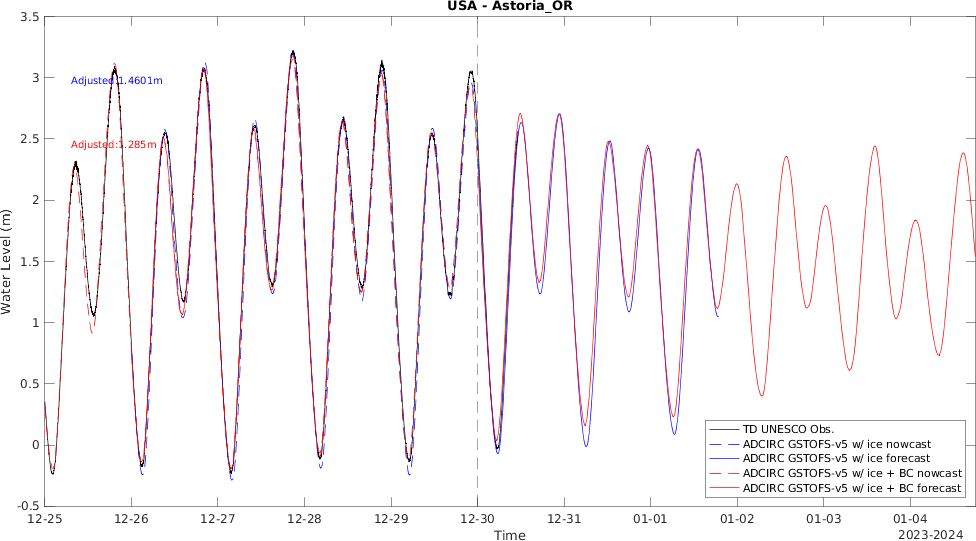 USA - Astoria_OR
3.5
3
2.5
2
1.5
1
0.5
0
-0.5
Water Level (m)
Adjusted:1.4601m
Adjusted:1.285m
TD UNESCO Obs.
ADCIRC GSTOFS-v5 w/ ice nowcast
ADCIRC GSTOFS-v5 w/ ice forecast
ADCIRC GSTOFS-v5 w/ ice + BC nowcast
ADCIRC GSTOFS-v5 w/ ice + BC forecast
12-25 12-26 12-27 12-28 12-29 12-30 12-31 01-01 01-02 01-03 01-04
Time
2023-2024